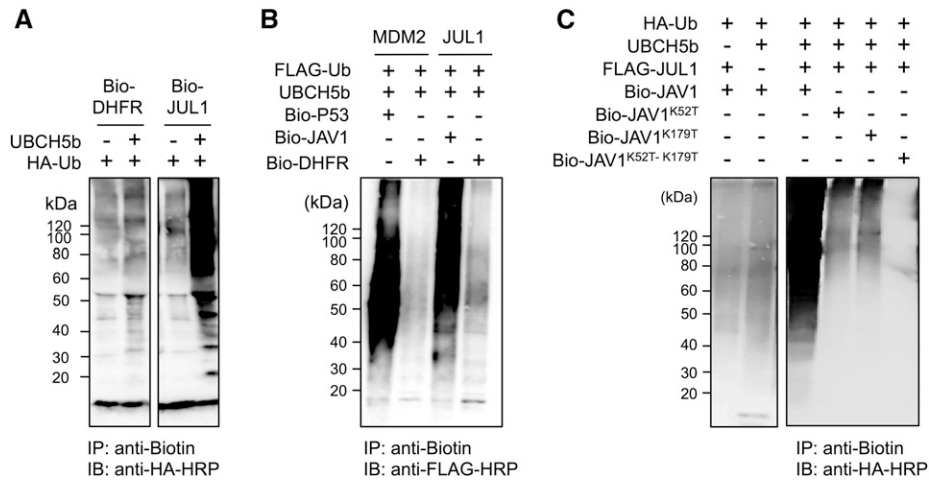 A
Bio-
DHFR
Bio-
JUL1
UBCH5b - + - +
HA-Ub + + + +
kDa
120
100
80
60
50
40
30
20
IP: anti-Biotin
IB: anti-HA-HRP
B
MDM2 JUL1
FLAG-Ub + + + +
UBCH5b + + + +
Bio-P53 + - - -
Bio-JAV1 - - + -
Bio-DHFR - + - +
(kDa)
120
100
80
60
50
40
30
20
IP: anti-Biotin
IB: anti-FLAG-HRP
C
HA-Ub + + + + + +
UBCH5b - + + + + +
FLAG-JUL1 + - + + + +
Bio-JAV1 + + + - - -
Bio-JAV1K52T - - - + - -
Bio-JAV1K179T - - - - + -
Bio-JAV1K52T- K179T - - - - - +
(kDa)
120
100
80
60
50
40
30
20
IP: anti-Biotin
IB: anti-HA-HRP